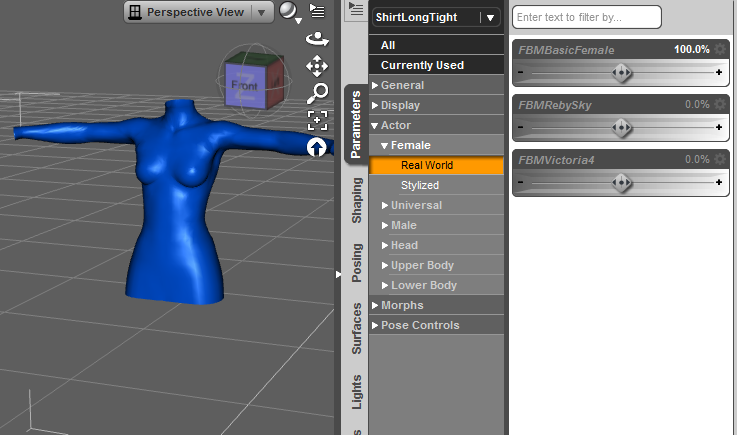 Perspective View
Front
Parameters
Shaping
Posing
Surfaces
Lights
ShirtLongTight
All
Currently Used
General
Display
Actor
Female
Real World
Stylized
Universal
Male
Head
Upper Body
Lower Body
Morphs
Pose Controls
Enter text to filter by...
FBMBasicFemale 100.0%
- +
FBMRebySky 0.0%
- +
FBMVictoria4 0.0%
- +